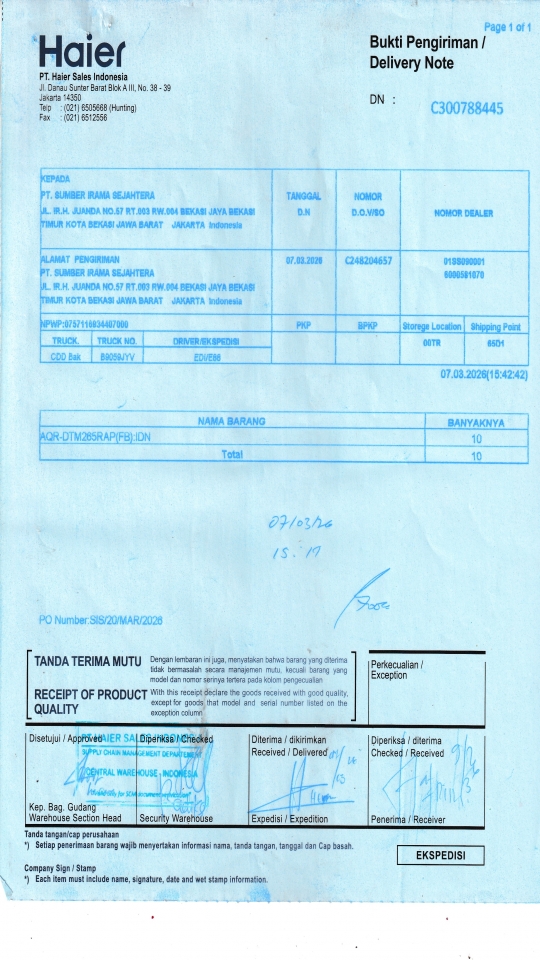 Page 1 of 1
Haier
Bukti Pengiriman /
Delivery Note
PT. Haier Sales Indonesia
Jl. Danau Sunter Barat Blok A III, No. 38 - 39
Jakarta 14350
Telp : (021) 6505668 (Hunting)
Fax : (021) 6512556
DN :
C300788445
KEPADA
PT. SUMBER IRAMA SEJAHTERA
JL. IR.H. JUANDA NO.57 RT.003 RW.004 BEKASI JAYA BEKASI
TIMUR KOTA BEKASI JAWA BARAT JAKARTA Indonesia
TANGGAL
D.N
NOMOR
D.O./SO
NOMOR DEALER
ALAMAT PENGIRIMAN
PT. SUMBER IRAMA SEJAHTERA
JL. IR.H. JUANDA NO.57 RT.003 RW.004 BEKASI JAYA BEKASI
TIMUR KOTA BEKASI JAWA BARAT JAKARTA Indonesia
07.03.2026
C248204657
NPWP:
PKP
BPKP
Storege Location
Shipping Point
TRUCK.
TRUCK NO.
DRIVER/EKSPEDISI
00TR
65D1
CDD Bak
B9059JYV
07.03.2026(15:42:42)
NAMA BARANG
BANYAKNYA
AQR-DTM265RAP(FB):IDN
10
Total
10
07/03/26
15.17
PO Number:SIS/20/MAR/2026
TANDA TERIMA MUTU
Dengan lembaran ini juga, menyatakan bahwa barang yang diterima
tidak bermasalah secara manajemen mutu, kecuali barang yang
model dan nomor serinya tertera pada kolom pengecualian
RECEIPT OF PRODUCT
QUALITY
With this receipt declare the goods received with good quality,
except for goods that model and serial number listed on the
exception column
Perkecualian /
Exception
Disetujui / Approved
Diperiksa / Checked
Diterima / dikirimkan
Received / Delivered
Diperiksa / diterima
Checked / Received
PT. HAIER SALES INDONESIA
SUPPLY CHAIN MANAGEMENT DEPARTEMENT
CENTRAL WAREHOUSE - INDONESIA
Kep. Bag. Gudang
Warehouse Section Head
Security Warehouse
Expedisi / Expedition
Penerima / Receiver
Tanda tangan/cap perusahaan
*) Setiap penerimaan barang wajib menyertakan informasi nama, tanda tangan, tanggal dan Cap basah.
EKSPEDISI
Company Sign / Stamp
*) Each item must include name, signature, date and wet stamp information.